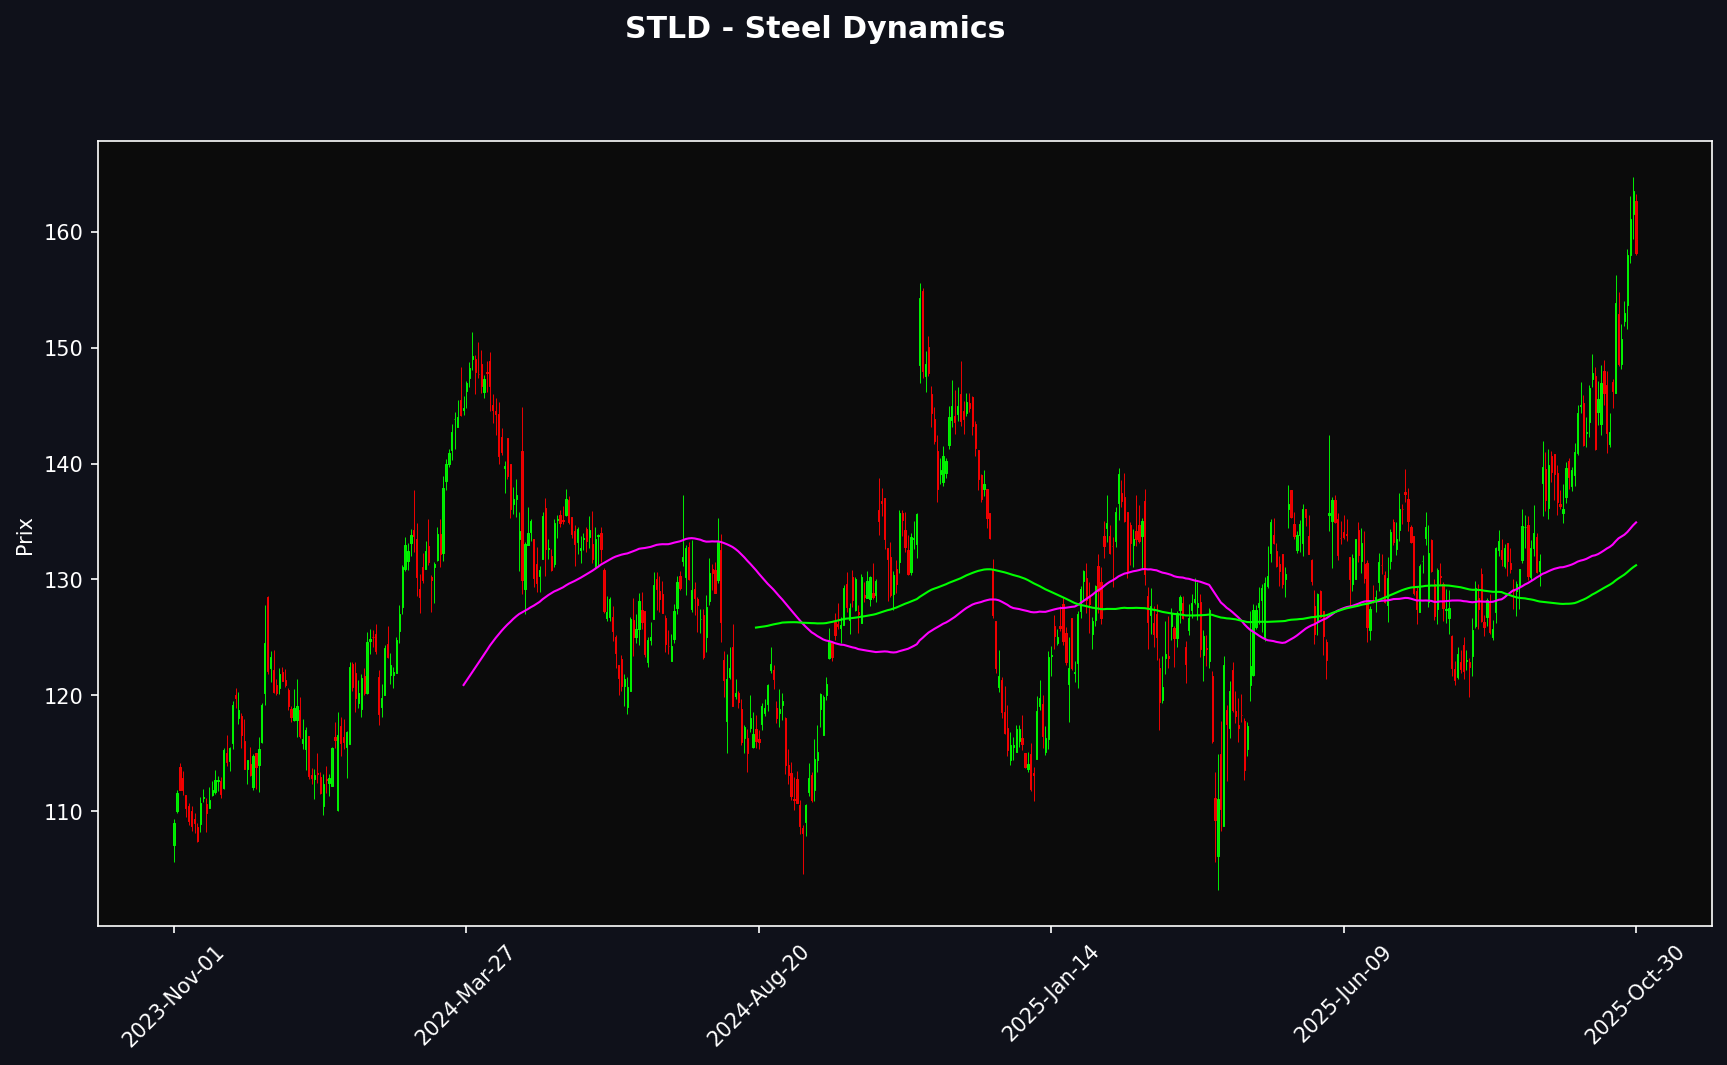 STLD - Steel Dynamics
160
150
140
130
120
110
Prix
2023-Nov-01
2024-Mar-27
2024-Aug-20
2025-Jan-14
2025-Jun-09
2025-Oct-30